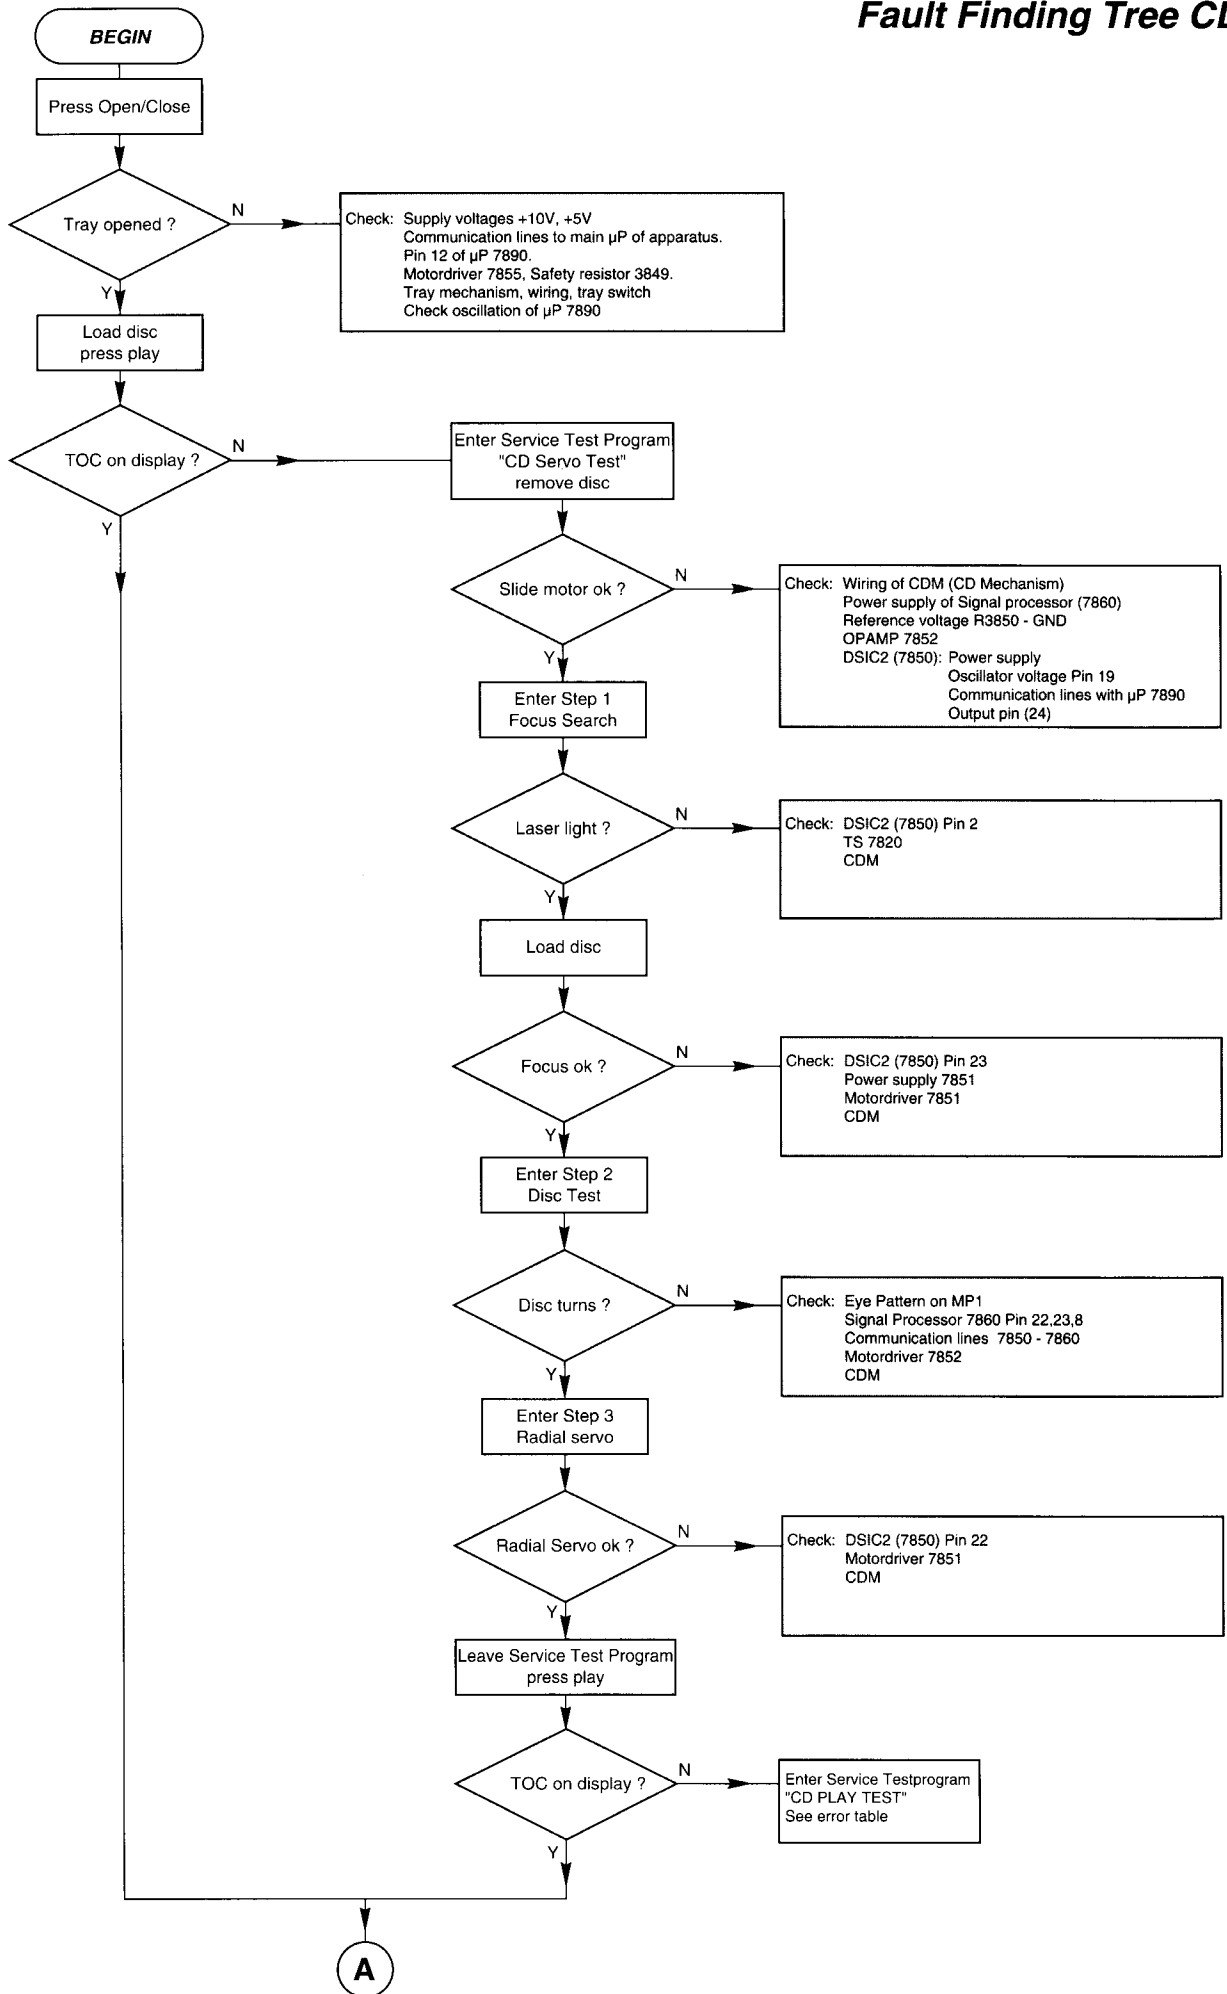 Fault Finding Tree
BEGIN
Press Open/Close
Tray opened ?
N
Check: Supply voltages +10V, +5V
Communication lines to main µP of apparatus.
Pin 12 of µP 7890.
Motordriver 7855, Safety resistor 3849.
Tray mechanism, wiring, tray switch
Check oscillation of µP 7890
Y
Load disc
press play
TOC on display ?
N
Y
Enter Service Test Program
"CD Servo Test"
remove disc
Slide motor ok ?
N
Check: Wiring of CDM (CD Mechanism)
Power supply of Signal processor (7860)
Reference voltage R3850 - GND
OPAMP 7852
DSIC2 (7850): Power supply
Oscillator voltage Pin 19
Communication lines with µP 7890
Output pin (24)
Y
Enter Step 1
Focus Search
Laser light ?
N
Check: DSIC2 (7850) Pin 2
TS 7820
CDM
Y
Load disc
Focus ok ?
N
Check: DSIC2 (7850) Pin 23
Power supply 7851
Motordriver 7851
CDM
Y
Enter Step 2
Disc Test
Disc turns ?
N
Check: Eye Pattern on MP1
Signal Processor 7860 Pin 22,23,8
Communication lines 7850 - 7860
Motordriver 7852
CDM
Y
Enter Step 3
Radial servo
Radial Servo ok ?
N
Check: DSIC2 (7850) Pin 22
Motordriver 7851
CDM
Y
Leave Service Test Program
press play
TOC on display ?
N
Enter Service Testprogram
"CD PLAY TEST"
See error table
Y
A